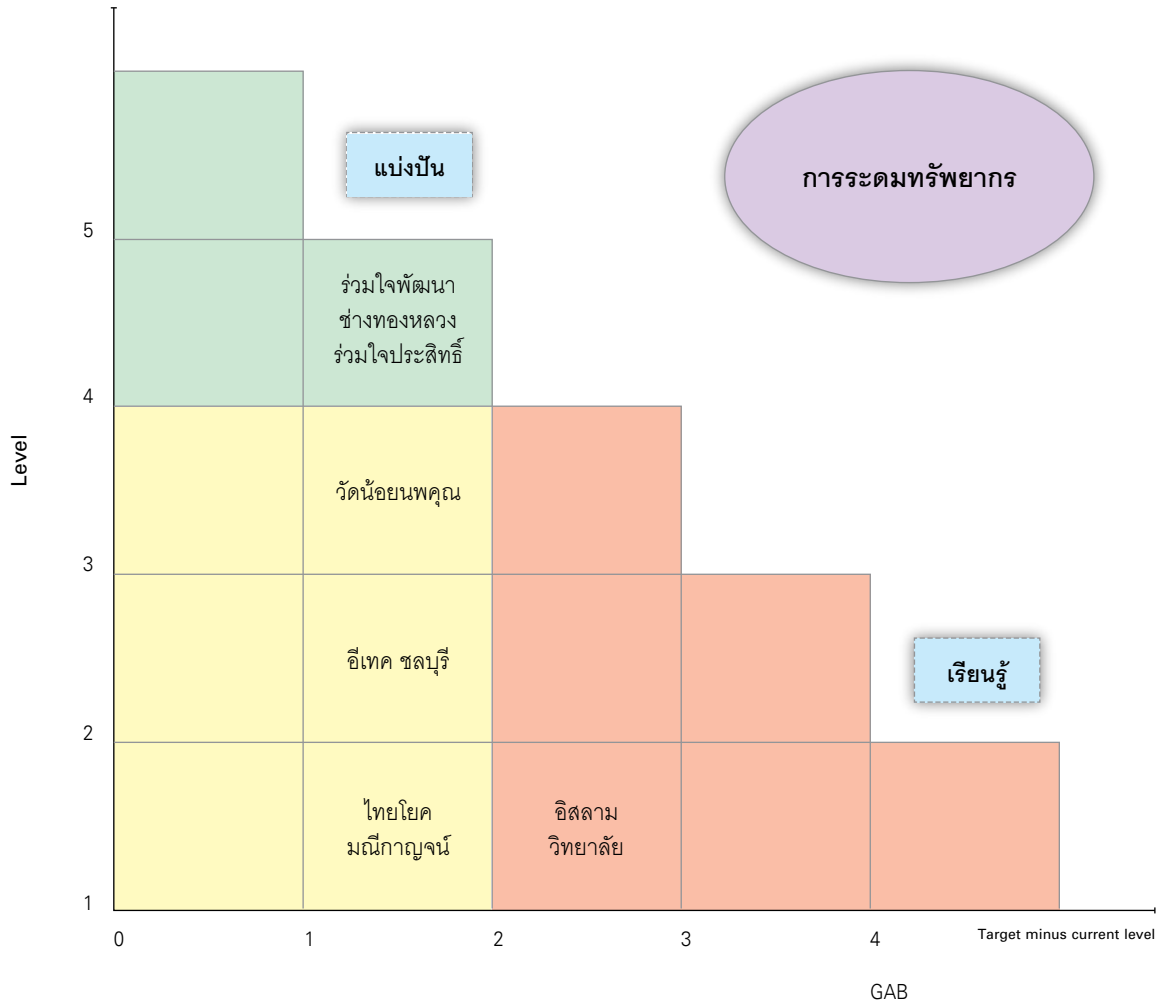 แบ่งปัน
การระดมทรัพยากร
5
ร่วมใจพัฒนา
ช่างทองหลวง
ร่วมใจประสิทธิ์
4
Level
วัดน้อยนพคุณ
3
อีเทค ชลบุรี
เรียนรู้
2
ไทยโยค
มณีกาญจน์
อิสลาม
วิทยาลัย
1
0 1 2 3 4 Target minus current level
GAB